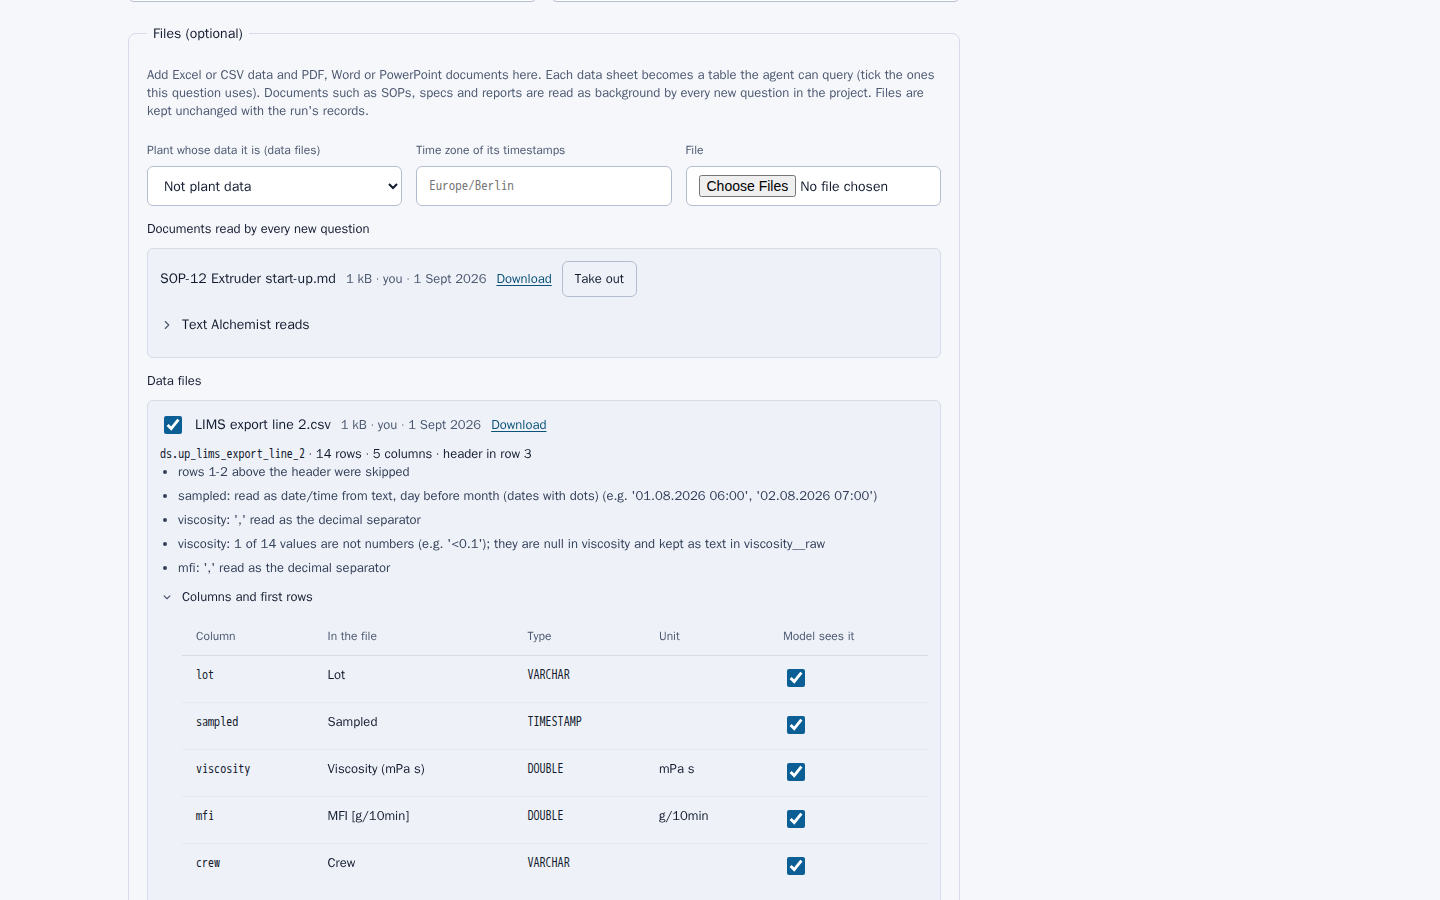 Files (optional)
Add Excel or CSV data and PDF, Word or PowerPoint documents here. Each data sheet becomes a table the agent can query (tick the ones
this question uses). Documents such as SOPs, specs and reports are read as background by every new question in the project. Files are
kept unchanged with the run's records.
Plant whose data it is (data files)
Time zone of its timestamps
File
Not plant data
Europe/Berlin
Choose Files No file chosen
Documents read by every new question
SOP-12 Extruder start-up.md 1 kB · you · 1 Sept 2026 Download Take out
Text Alchemist reads
Data files
LIMS export line 2.csv 1 kB · you · 1 Sept 2026 Download
ds.up_lims_export_line_2 · 14 rows · 5 columns · header in row 3
• rows 1-2 above the header were skipped
• sampled: read as date/time from text, day before month (dates with dots) (e.g. '01.08.2026 06:00', '02.08.2026 07:00')
• viscosity: ',' read as the decimal separator
• viscosity: 1 of 14 values are not numbers (e.g. '<0.1'); they are null in viscosity and kept as text in viscosity__raw
• mfi: ',' read as the decimal separator
Columns and first rows
Column In the file Type Unit Model sees it
lot Lot VARCHAR
sampled Sampled TIMESTAMP
viscosity Viscosity (mPa s) DOUBLE mPa s
mfi MFI [g/10min] DOUBLE g/10min
crew Crew VARCHAR